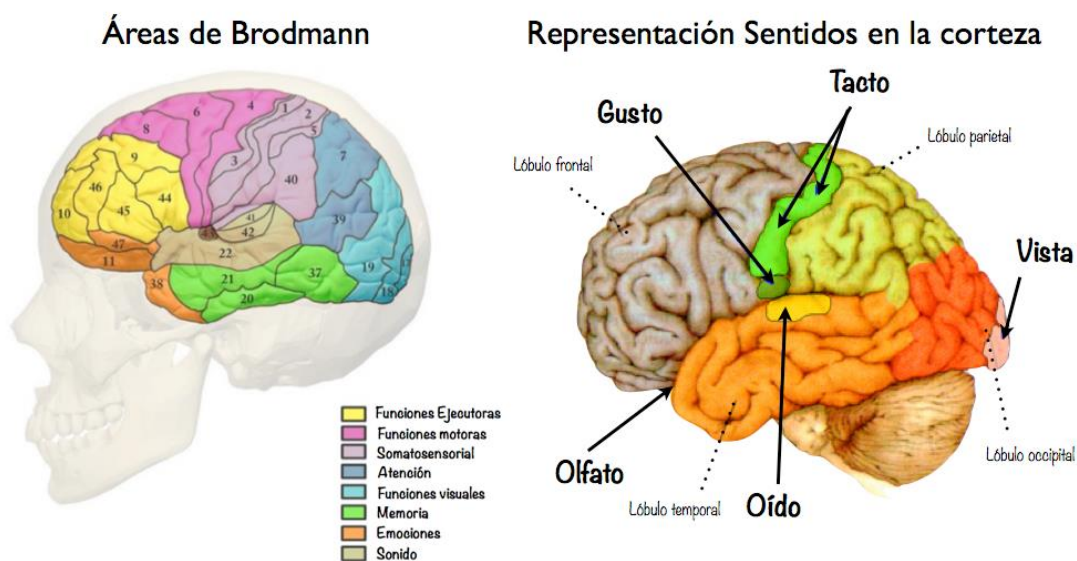 Áreas de Brodmann
8
6
4
1
2
5
3
7
9
46
10
45
44
40
47
11
43
41
42
39
22
38
21
37
20
19
18
Funciones Ejecutoras
Funciones motoras
Somatosensorial
Atención
Funciones visuales
Memoria
Emociones
Sonido
Representación Sentidos en la corteza
Tacto
Gusto
Lóbulo frontal
Lóbulo parietal
Vista
Olfato
Oído
Lóbulo temporal
Lóbulo occipital